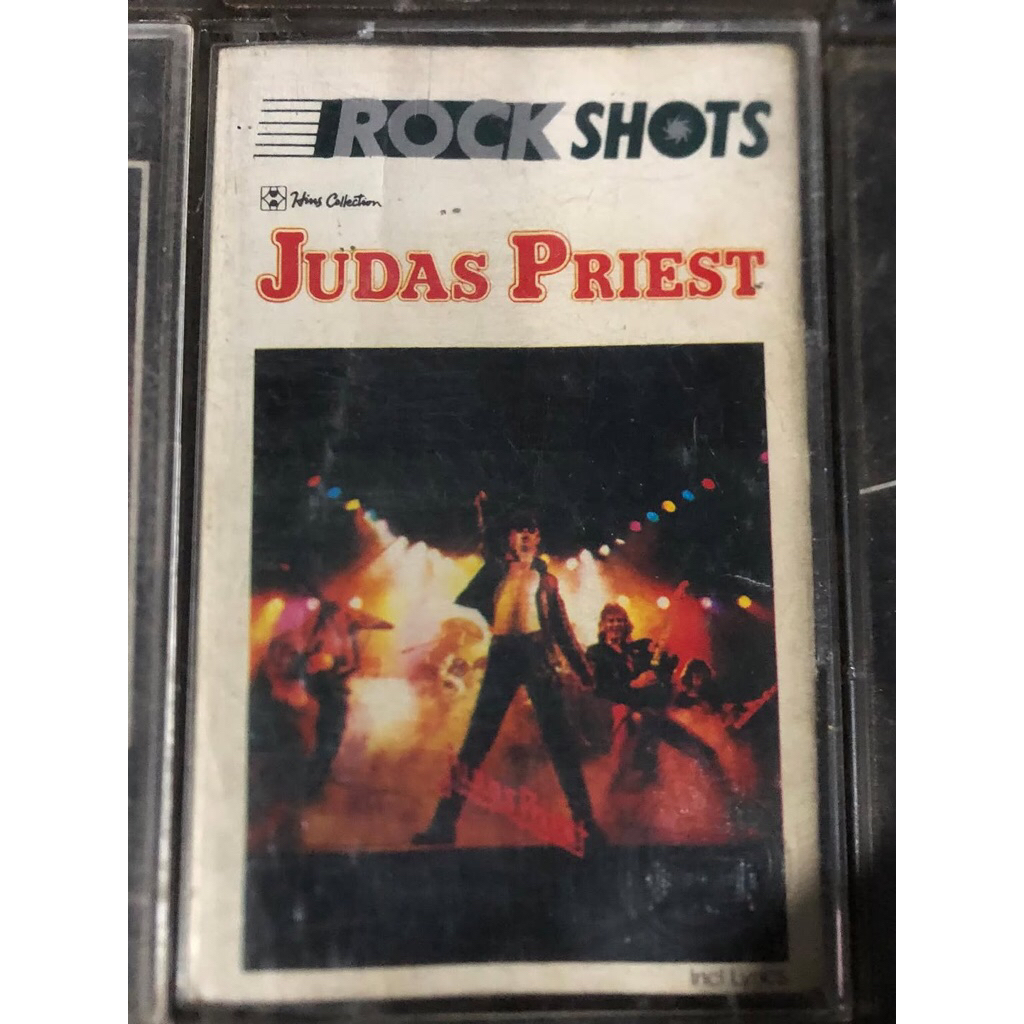 ROCK SHOTS
Hins Collection
JUDAS PRIEST
Incl Lyrics